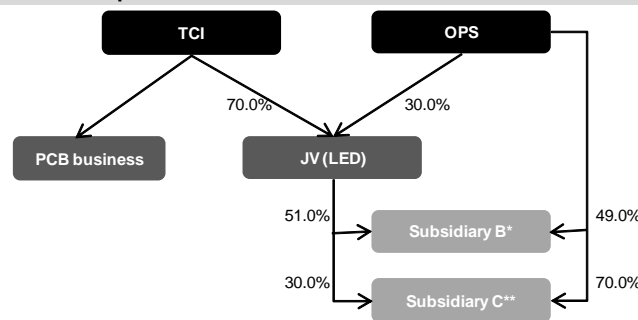 TCI
OPS
70.0%
30.0%
PCB business
JV (LED)
51.0%
49.0%
Subsidiary B*
30.0%
70.0%
Subsidiary C**